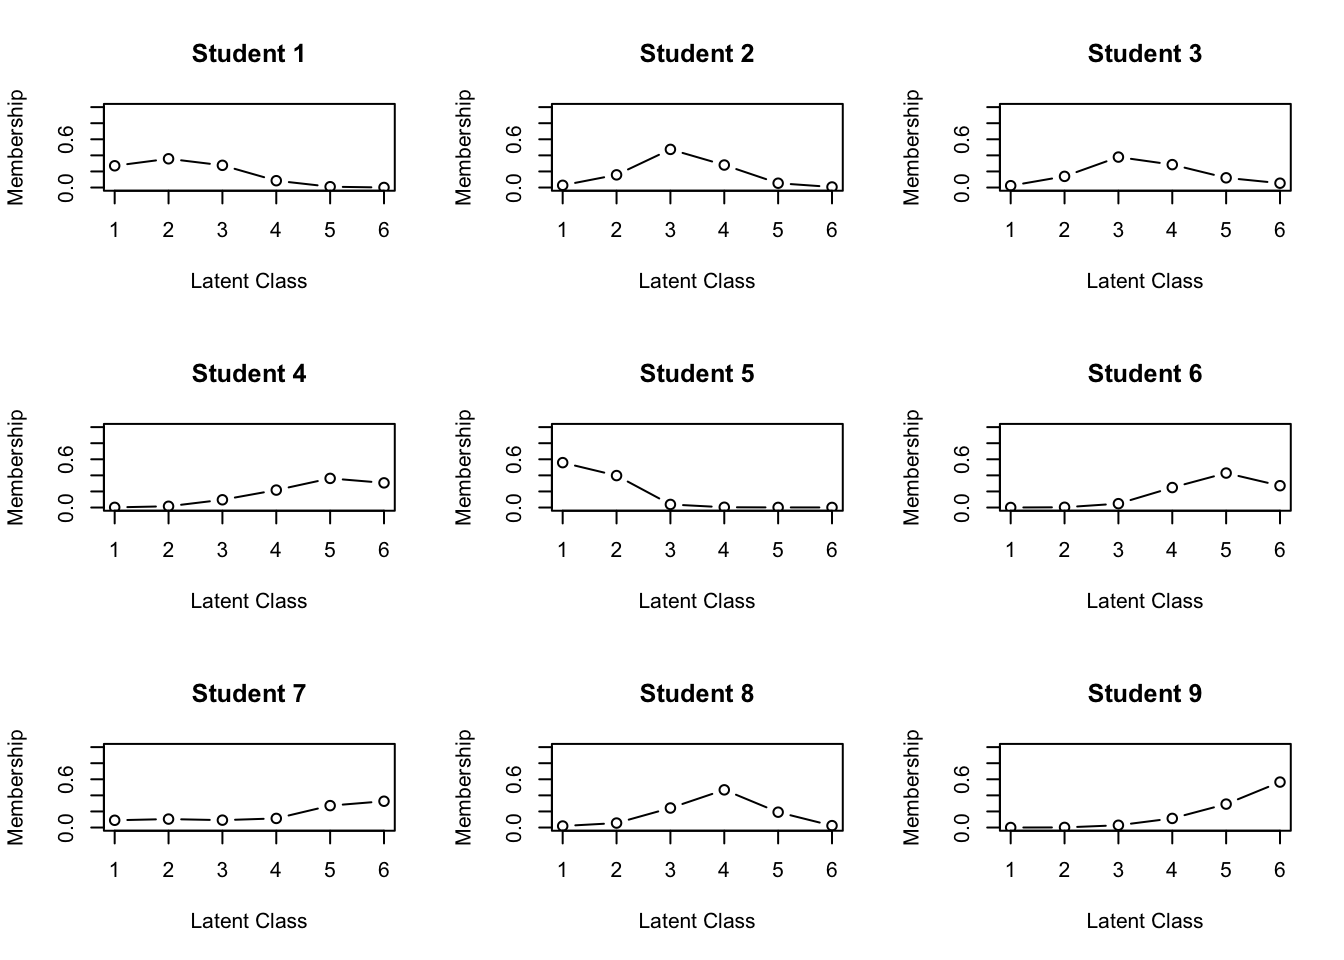 Student 1
Membership
0.0 0.6
1 2 3 4 5 6
Latent Class
Student 2
Membership
0.0 0.6
1 2 3 4 5 6
Latent Class
Student 3
Membership
0.0 0.6
1 2 3 4 5 6
Latent Class
Student 4
Membership
0.0 0.6
1 2 3 4 5 6
Latent Class
Student 5
Membership
0.0 0.6
1 2 3 4 5 6
Latent Class
Student 6
Membership
0.0 0.6
1 2 3 4 5 6
Latent Class
Student 7
Membership
0.0 0.6
1 2 3 4 5 6
Latent Class
Student 8
Membership
0.0 0.6
1 2 3 4 5 6
Latent Class
Student 9
Membership
0.0 0.6
1 2 3 4 5 6
Latent Class